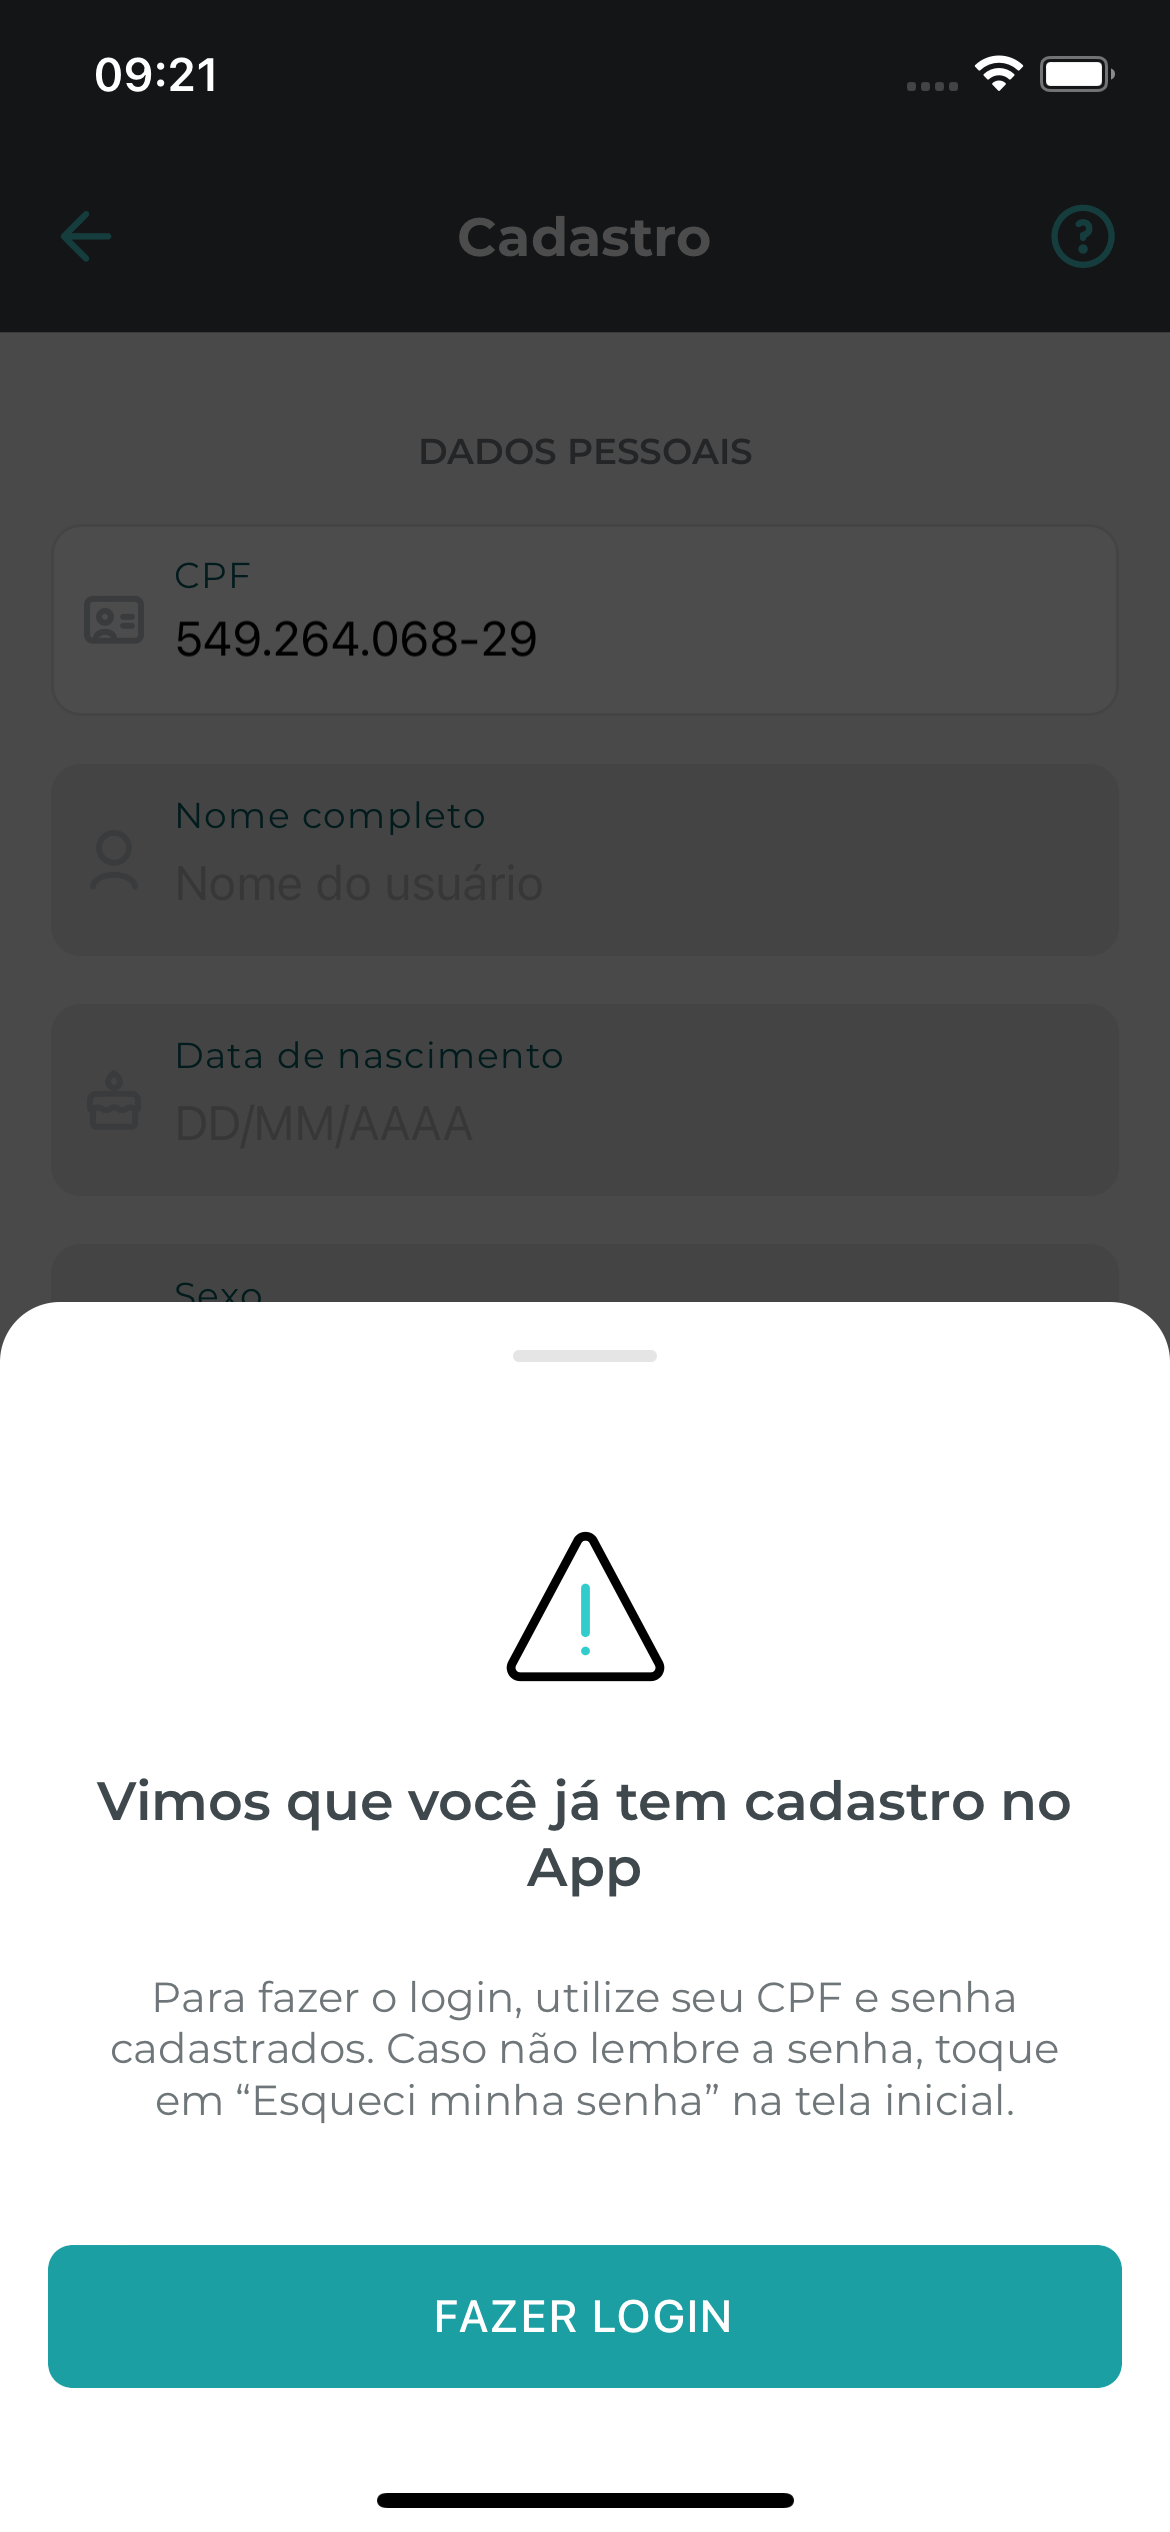 09:21
Cadastro
DADOS PESSOAIS
CPF
549.264.068-29
Nome completo
Nome do usuário
Data de nascimento
DD/MM/AAAA
Sexo
Vimos que você já tem cadastro no
App
Para fazer o login, utilize seu CPF e senha
cadastrados. Caso não lembre a senha, toque
em “Esqueci minha senha” na tela inicial.
FAZER LOGIN